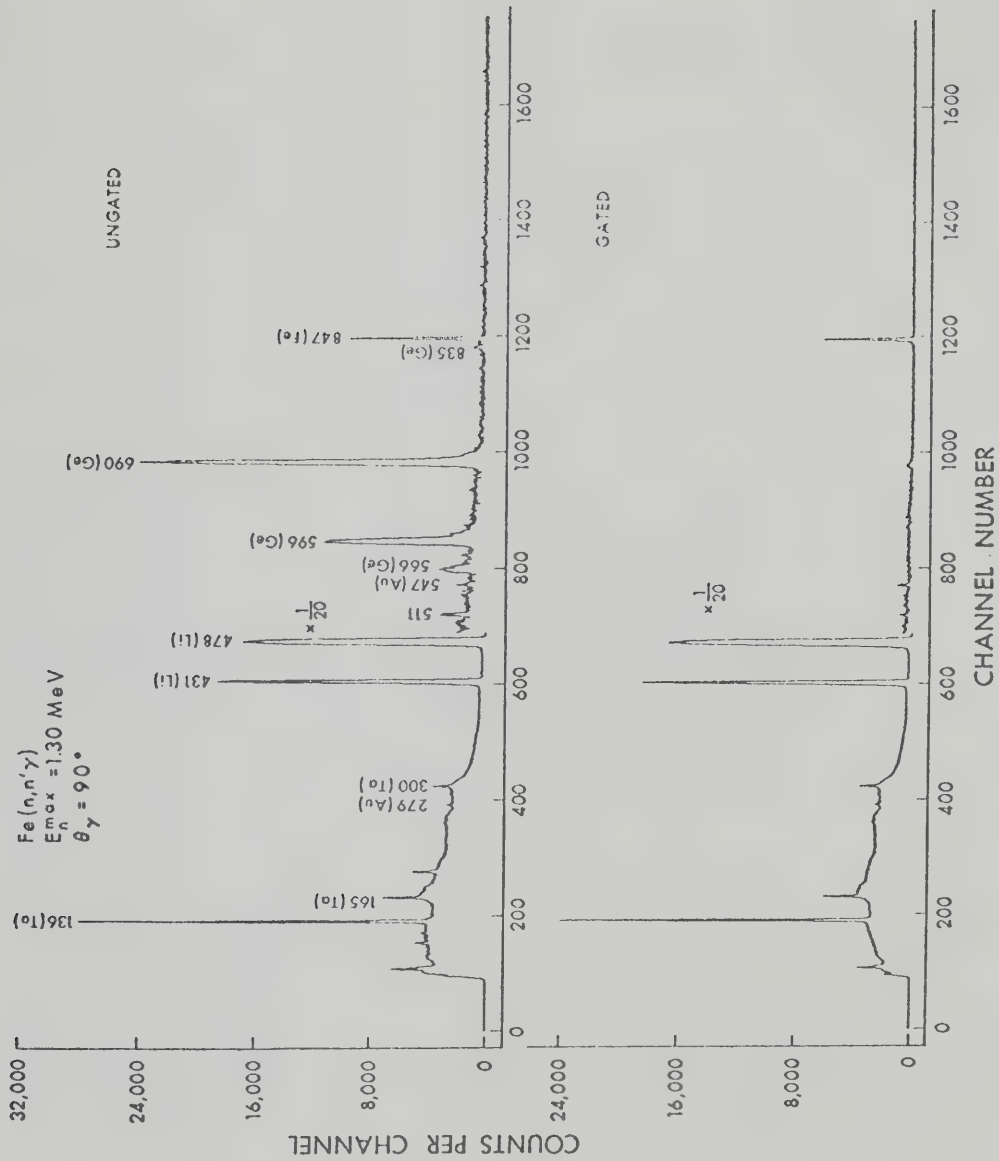 Fe(n,n'γ)
E_n^max = 1.30 MeV
θγ = 90°
UNGATED
136(Ta)
165(Ta)
279(Au)
300(Ta)
431(Li)
478(Li)
× 1/20
511
547(Au)
566(Ge)
596(Ge)
690(Ge)
835(Ge)
847(Fe)
32,000
24,000
16,000
8,000
0
0 200 400 600 800 1000 1200 1400 1600
COUNTS PER CHANNEL
GATED
× 1/20
24,000
16,000
8,000
0
0 200 400 600 800 1000 1200 1400 1600
CHANNEL NUMBER